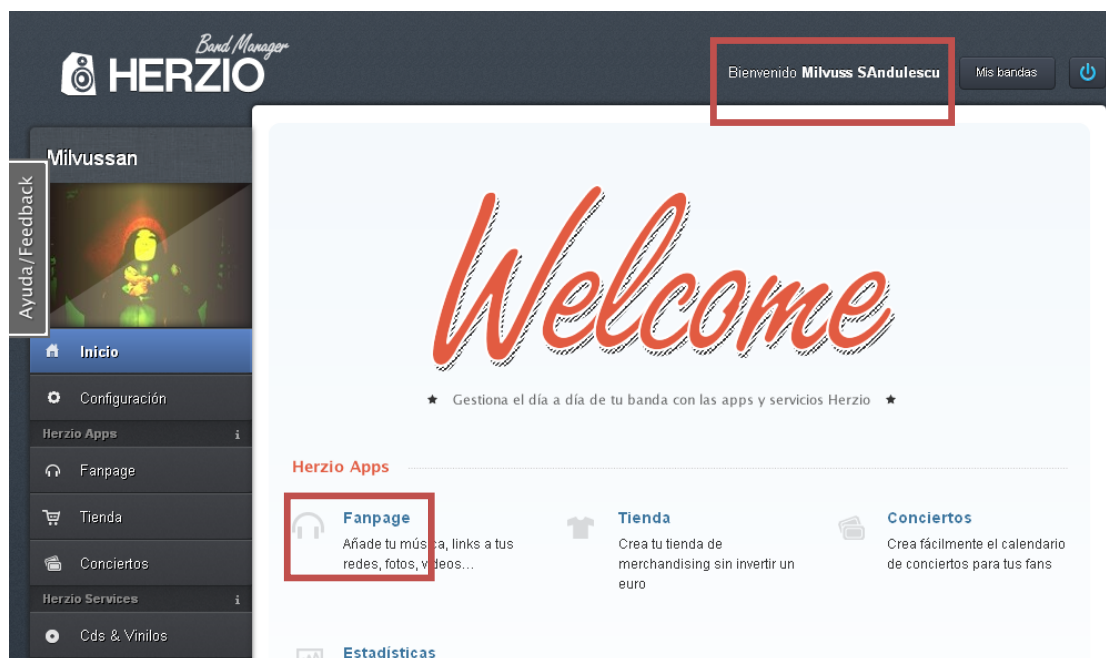 Band Manager
HERZIO
Bienvenido Milvuss SAndulescu
Mis bandas
Milvussan
Ayuda/Feedback
Inicio
Configuración
Herzio Apps i
Fanpage
Tienda
Conciertos
Herzio Services i
Cds & Vinilos
Welcome
★ Gestiona el día a día de tu banda con las apps y servicios Herzio ★
Herzio Apps
Fanpage
Añade tu música, links a tus
redes, fotos, videos...
Tienda
Crea tu tienda de
merchandising sin invertir un
euro
Conciertos
Crea fácilmente el calendario
de conciertos para tus fans
Estadísticas